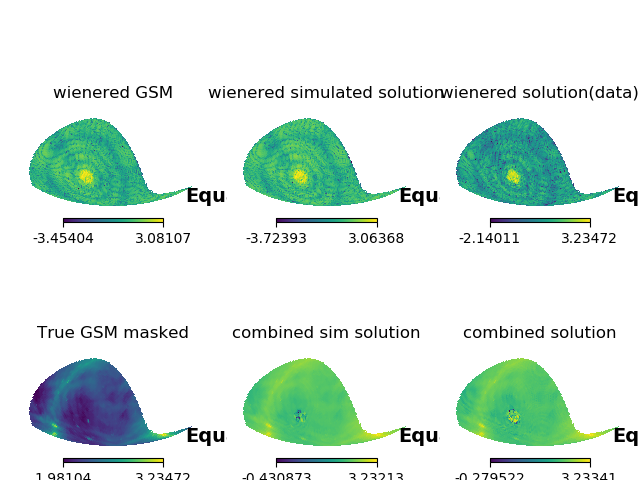 wienered GSM
wienered simulated solution
wienered solution(data)
Equ
Equ
Eq
-3.45404 3.08107
-3.72393 3.06368
-2.14011 3.23472
True GSM masked
combined sim solution
combined solution
Equ
Equ
Eq
1.98104 3.23472
-0.430873 3.23213
-0.279522 3.23341